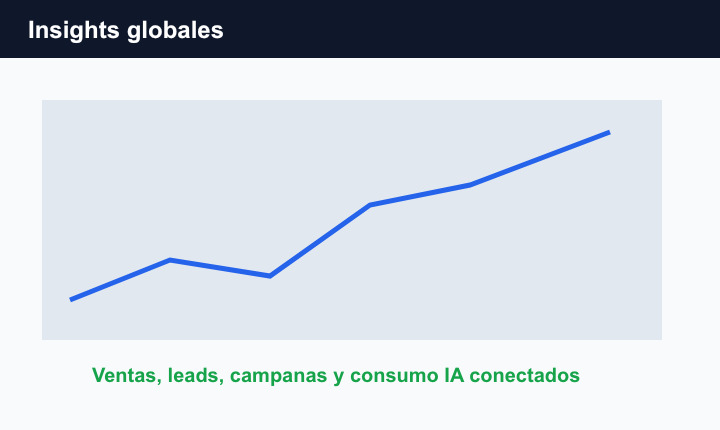 Insights globales
Ventas, leads, campanas y consumo IA conectados